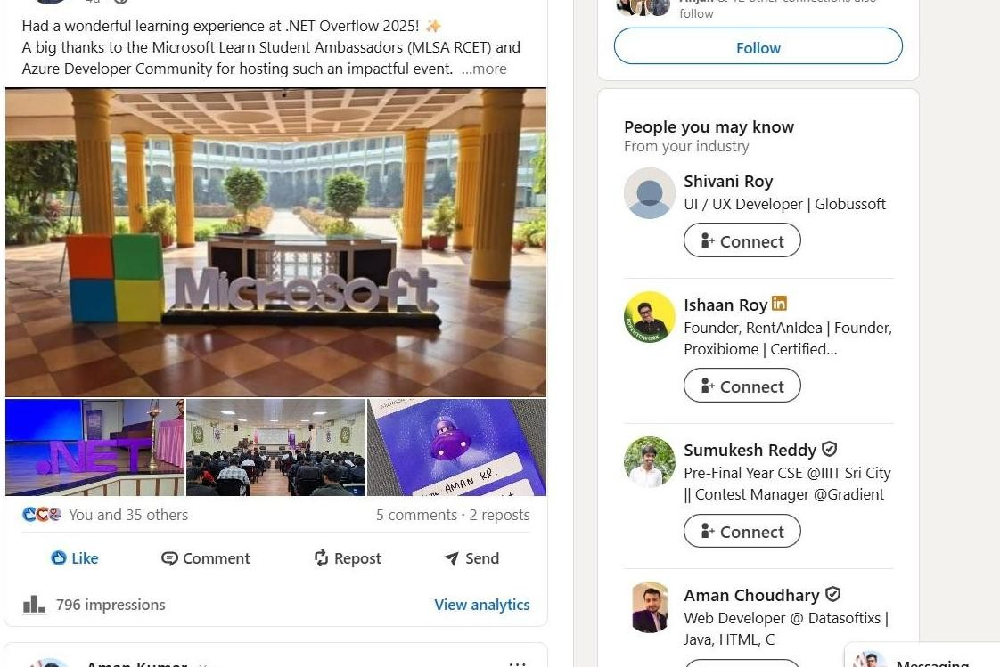 4d
Had a wonderful learning experience at .NET Overflow 2025! ✨
A big thanks to the Microsoft Learn Student Ambassadors (MLSA RCET) and
Azure Developer Community for hosting such an impactful event. ...more
Microsoft
.NET
AMAN KR.
You and 35 others
5 comments · 2 reposts
Like
Comment
Repost
Send
796 impressions
View analytics
Aman Kumar
follow
Follow
People you may know
From your industry
Shivani Roy
UI / UX Developer | Globussoft
Connect
Ishaan Roy in
#OPENTOWORK
Founder, RentAnIdea | Founder,
Proxibiome | Certified...
Connect
Sumukesh Reddy
Pre-Final Year CSE @IIIT Sri City
|| Contest Manager @Gradient
Connect
Aman Choudhary
Web Developer @ Datasoftixs |
Java, HTML, C
Messaging